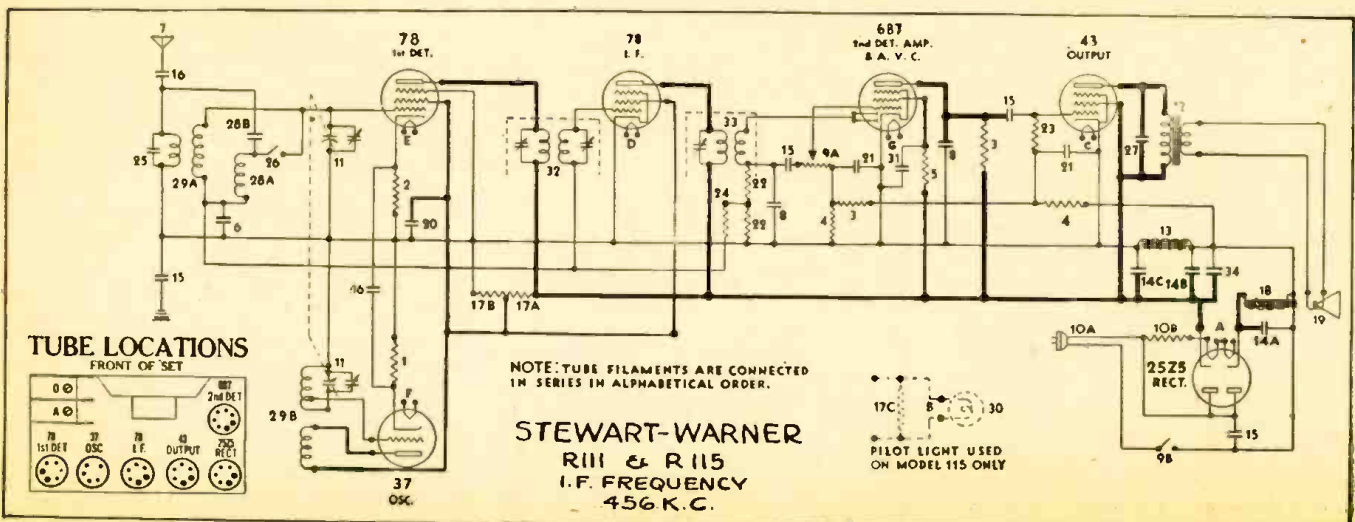 7
16
25
29A
28B
26
28A
6
15
11
78
1st DET.
E
2
20
46
1
F
11
29B
37
OSC.
78
I. F.
D
32
17B
17A
6B7
2nd DET. AMP.
& A. V. C.
G
33
24
22
22
15
9A
8
21
4
3
31
5
8
3
15
43
OUTPUT
C
23
21
4
27
13
14C
14B
34
18
19
14A
10A
10B
A
25Z5
RECT.
15
9B
TUBE LOCATIONS
FRONT OF SET
O
A
6B7
2nd DET
78
1st DET
37
OSC
78
I.F.
43
OUTPUT
25Z5
RECT
NOTE: TUBE FILAMENTS ARE CONNECTED
IN SERIES IN ALPHABETICAL ORDER.
STEWART-WARNER
R111 & R115
I.F. FREQUENCY
456 K.C.
17C
B
30
PILOT LIGHT USED
ON MODEL 115 ONLY